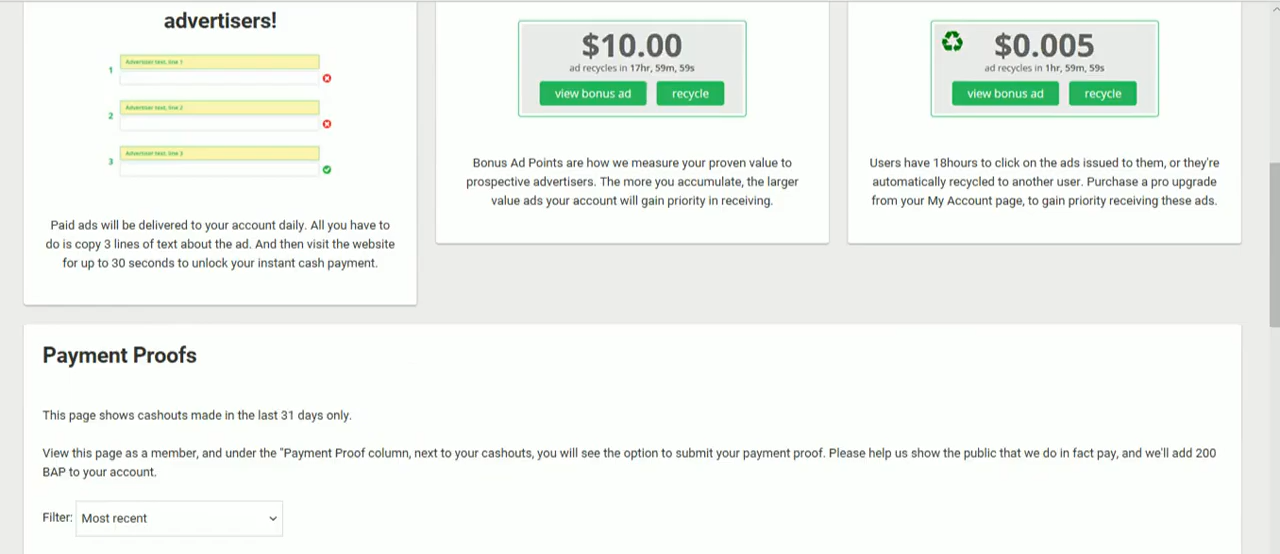 advertisers!
1
Advertiser text, line 1
2
Advertiser text, line 2
3
Advertiser text, line 3
Paid ads will be delivered to your account daily. All you have to
do is copy 3 lines of text about the ad. And then visit the website
for up to 30 seconds to unlock your instant cash payment.
$10.00
ad recycles in 17hr, 59m, 59s
view bonus ad
recycle
Bonus Ad Points are how we measure your proven value to
prospective advertisers. The more you accumulate, the larger
value ads your account will gain priority in receiving.
$0.005
ad recycles in 1hr, 59m, 59s
view bonus ad
recycle
Users have 18hours to click on the ads issued to them, or they're
automatically recycled to another user. Purchase a pro upgrade
from your My Account page, to gain priority receiving these ads.
Payment Proofs
This page shows cashouts made in the last 31 days only.
View this page as a member, and under the "Payment Proof column, next to your cashouts, you will see the option to submit your payment proof. Please help us show the public that we do in fact pay, and we'll add 200
BAP to your account.
Filter: Most recent